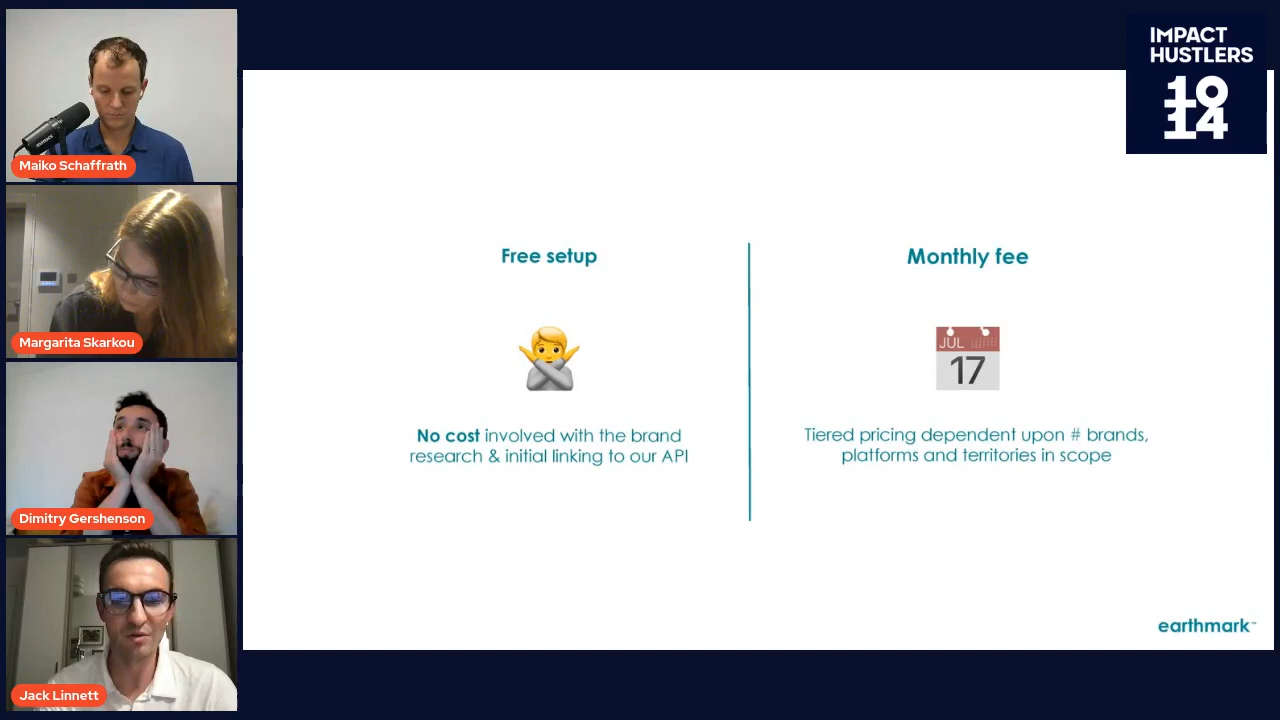 Maiko Schaffrath
Margarita Skarkou
Dimitry Gershenson
Jack Linnett
IMPACT
HUSTLERS
10
14
Free setup
No cost involved with the brand
research & initial linking to our API
Monthly fee
JUL
17
Tiered pricing dependent upon # brands,
platforms and territories in scope
earthmark™